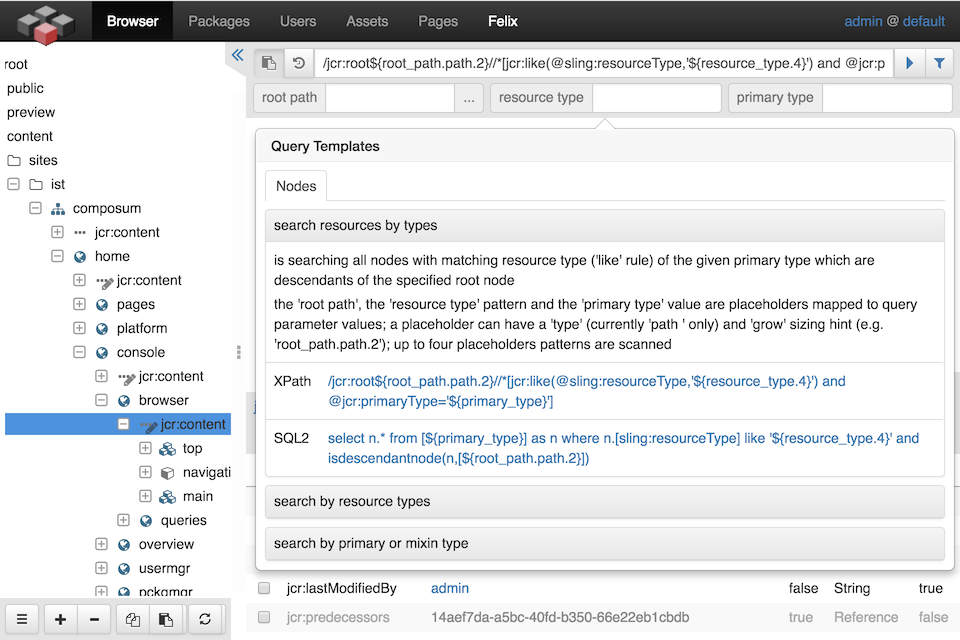 Browser Packages Users Assets Pages Felix admin @ default
root
public
preview
content
sites
ist
composum
jcr:content
home
jcr:content
pages
platform
console
jcr:content
browser
jcr:content
top
navigati
main
queries
overview
usermgr
pckgmgr
/jcr:root${root_path.path.2}//*[jcr:like(@sling:resourceType,'${resource_type.4}') and @jcr:p
root path ... resource type primary type
Query Templates
Nodes
search resources by types
is searching all nodes with matching resource type ('like' rule) of the given primary type which are
descendants of the specified root node
the 'root path', the 'resource type' pattern and the 'primary type' value are placeholders mapped to query
parameter values; a placeholder can have a 'type' (currently 'path ' only) and 'grow' sizing hint (e.g.
'root_path.path.2'); up to four placeholders patterns are scanned
XPath /jcr:root${root_path.path.2}//*[jcr:like(@sling:resourceType,'${resource_type.4}') and
@jcr:primaryType='${primary_type}']
SQL2 select n.* from [${primary_type}] as n where n.[sling:resourceType] like '${resource_type.4}' and
isdescendantnode(n,[${root_path.path.2}])
search by resource types
search by primary or mixin type
jcr:lastModifiedBy admin false String true
jcr:predecessors 14aef7da-a5bc-40fd-b350-66e22eb1cbdb true Reference false